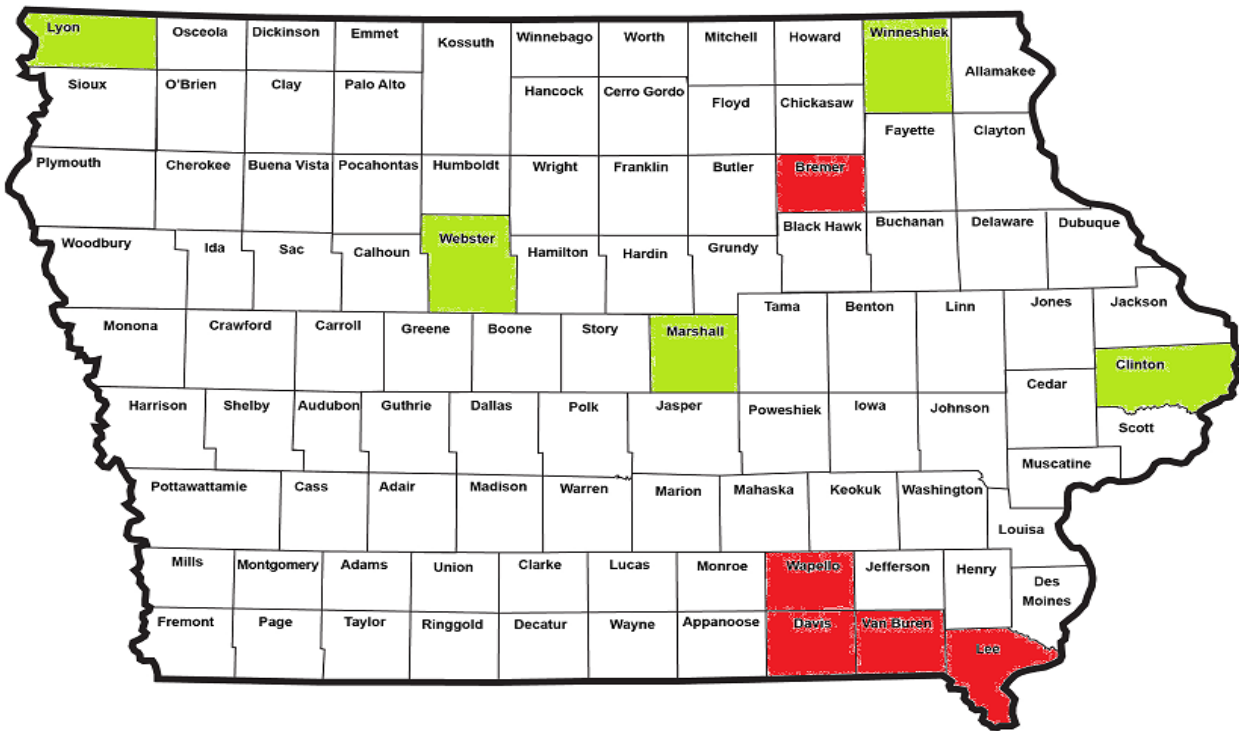 Lyon
Osceola
Dickinson
Emmet
Kossuth
Winnebago
Worth
Mitchell
Howard
Winneshiek
Allamakee
Sioux
O'Brien
Clay
Palo Alto
Hancock
Cerro Gordo
Floyd
Chickasaw
Fayette
Clayton
Plymouth
Cherokee
Buena Vista
Pocahontas
Humboldt
Wright
Franklin
Butler
Bremer
Woodbury
Ida
Sac
Calhoun
Webster
Hamilton
Hardin
Grundy
Black Hawk
Buchanan
Delaware
Dubuque
Monona
Crawford
Carroll
Greene
Boone
Story
Marshall
Tama
Benton
Linn
Jones
Jackson
Clinton
Harrison
Shelby
Audubon
Guthrie
Dallas
Polk
Jasper
Poweshiek
Iowa
Johnson
Cedar
Scott
Muscatine
Pottawattamie
Cass
Adair
Madison
Warren
Marion
Mahaska
Keokuk
Washington
Louisa
Mills
Montgomery
Adams
Union
Clarke
Lucas
Monroe
Wapello
Jefferson
Henry
Des
Moines
Fremont
Page
Taylor
Ringgold
Decatur
Wayne
Appanoose
Davis
Van Buren
Lee